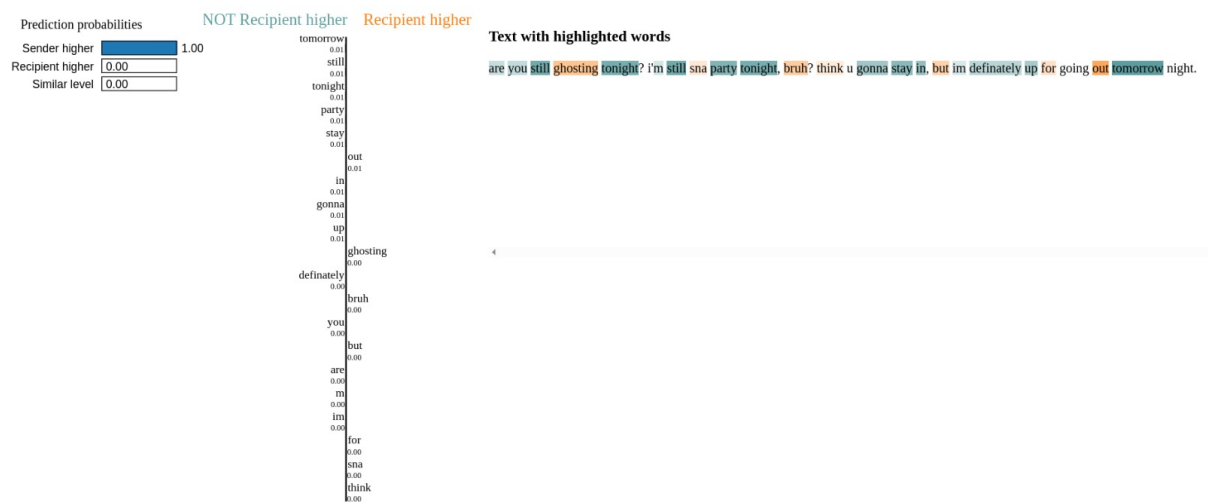 Prediction probabilities
Sender higher 1.00
Recipient higher 0.00
Similar level 0.00
NOT Recipient higher Recipient higher
tomorrow
0.01
still
0.01
tonight
0.01
party
0.01
stay
0.01
out
0.01
in
0.01
gonna
0.01
up
0.01
ghosting
0.00
definately
0.00
bruh
0.00
you
0.00
but
0.00
are
0.00
m
0.00
im
0.00
for
0.00
sna
0.00
think
0.00
Text with highlighted words
are you still ghosting tonight? i'm still sna party tonight, bruh? think u gonna stay in, but im definately up for going out tomorrow night.